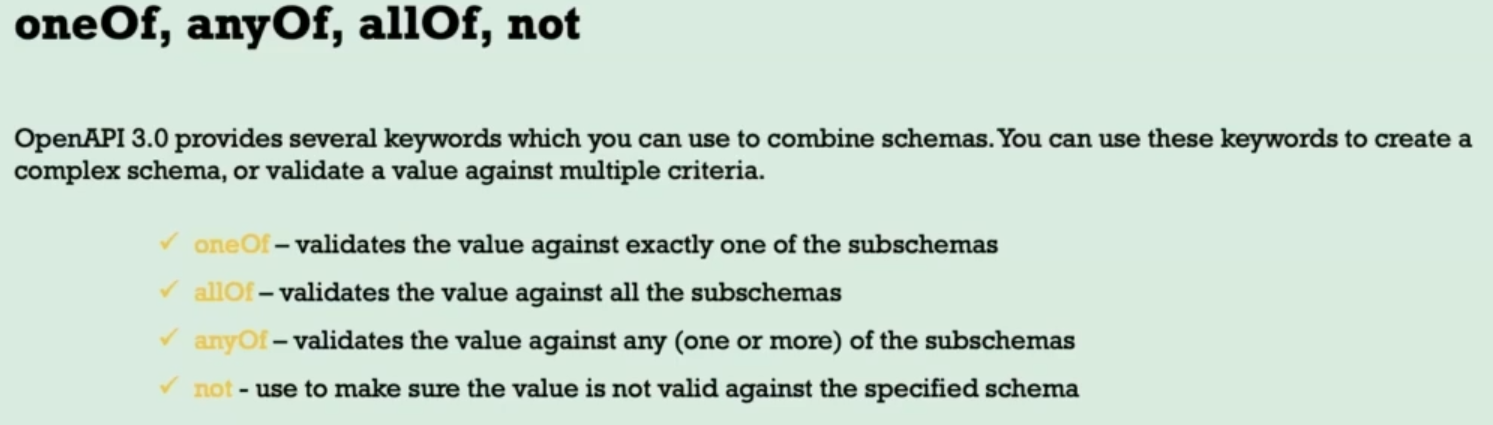 oneOf, anyOf, allOf, not
OpenAPI 3.0 provides several keywords which you can use to combine schemas. You can use these keywords to create a
complex schema, or validate a value against multiple criteria.
✓ oneOf – validates the value against exactly one of the subschemas
✓ allOf – validates the value against all the subschemas
✓ anyOf – validates the value against any (one or more) of the subschemas
✓ not - use to make sure the value is not valid against the specified schema